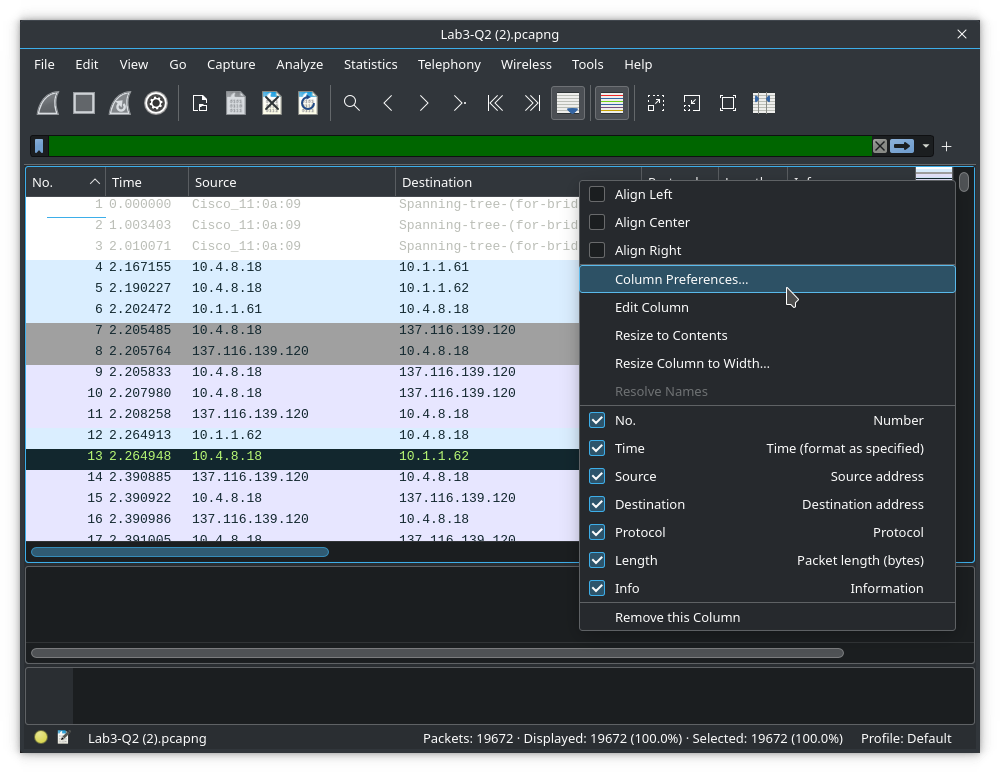 Lab3-Q2 (2).pcapng
File Edit View Go Capture Analyze Statistics Telephony Wireless Tools Help
No. Time Source Destination
1 0.000000 Cisco_11:0a:09 Spanning-tree-(for-brid
2 1.003403 Cisco_11:0a:09 Spanning-tree-(for-brid
3 2.010071 Cisco_11:0a:09 Spanning-tree-(for-brid
4 2.167155 10.4.8.18 10.1.1.61
5 2.190227 10.4.8.18 10.1.1.62
6 2.202472 10.1.1.61 10.4.8.18
7 2.205485 10.4.8.18 137.116.139.120
8 2.205764 137.116.139.120 10.4.8.18
9 2.205833 10.4.8.18 137.116.139.120
10 2.207980 10.4.8.18 137.116.139.120
11 2.208258 137.116.139.120 10.4.8.18
12 2.264913 10.1.1.62 10.4.8.18
13 2.264948 10.4.8.18 10.1.1.62
14 2.390885 137.116.139.120 10.4.8.18
15 2.390922 10.4.8.18 137.116.139.120
16 2.390986 137.116.139.120 10.4.8.18
17 2.391005 10.4.8.18 137.116.139.120
Align Left
Align Center
Align Right
Column Preferences...
Edit Column
Resize to Contents
Resize Column to Width...
Resolve Names
No. Number
Time Time (format as specified)
Source Source address
Destination Destination address
Protocol Protocol
Length Packet length (bytes)
Info Information
Remove this Column
Lab3-Q2 (2).pcapng Packets: 19672 · Displayed: 19672 (100.0%) · Selected: 19672 (100.0%) Profile: Default